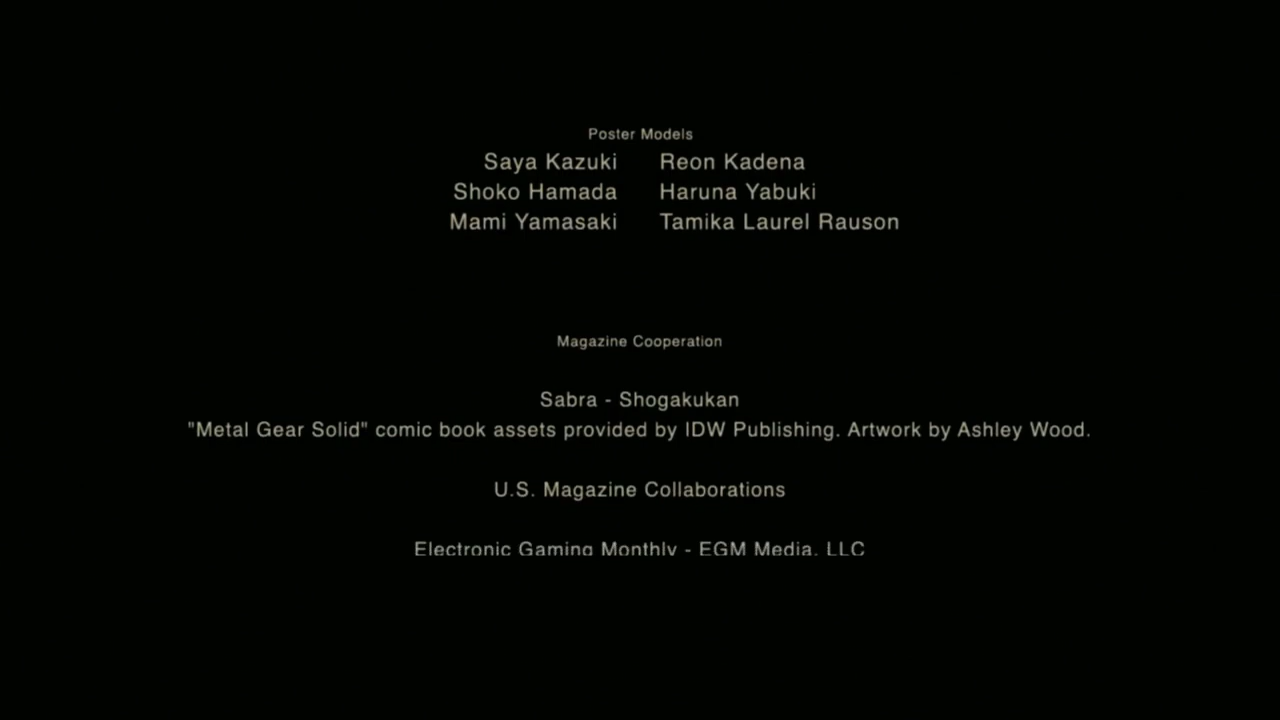 Poster Models
Saya Kazuki Reon Kadena
Shoko Hamada Haruna Yabuki
Mami Yamasaki Tamika Laurel Rauson
Magazine Cooperation
Sabra - Shogakukan
"Metal Gear Solid" comic book assets provided by IDW Publishing. Artwork by Ashley Wood.
U.S. Magazine Collaborations
Electronic Gaming Monthly - EGM Media, LLC